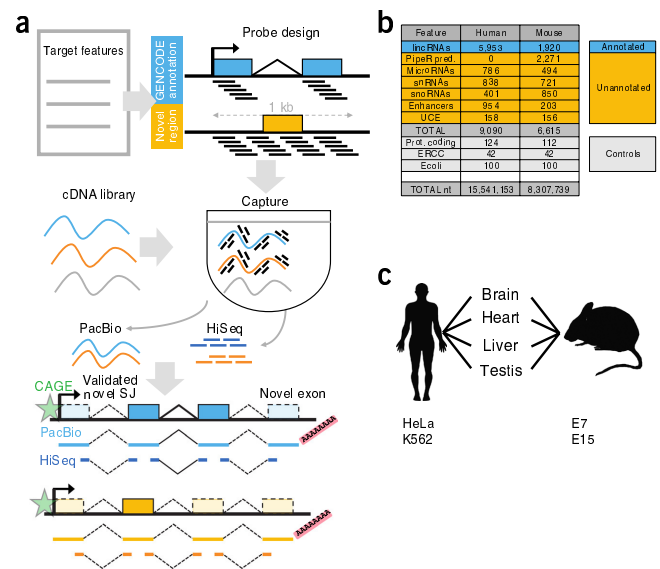 a
Target features
GENCODE
annotation
Novel
region
Probe design
1 kb
cDNA library
Capture
PacBio
HiSeq
CAGE
Validated
novel SJ
Novel exon
AAAAAAAA
PacBio
HiSeq
AAAAAAAA
b
Feature Human Mouse
lincRNAs 5,953 1,920
PipeR pred. 0 2,271
MicroRNAs 786 494
snRNAs 838 721
snoRNAs 401 850
Enhancers 954 203
UCE 158 156
TOTAL 9,090 6,615
Prot. coding 124 112
ERCC 42 42
Ecoli 100 100
TOTAL nt 15,541,153 8,307,739
Annotated
Unannotated
Controls
c
Brain
Heart
Liver
Testis
HeLa
K562
E7
E15